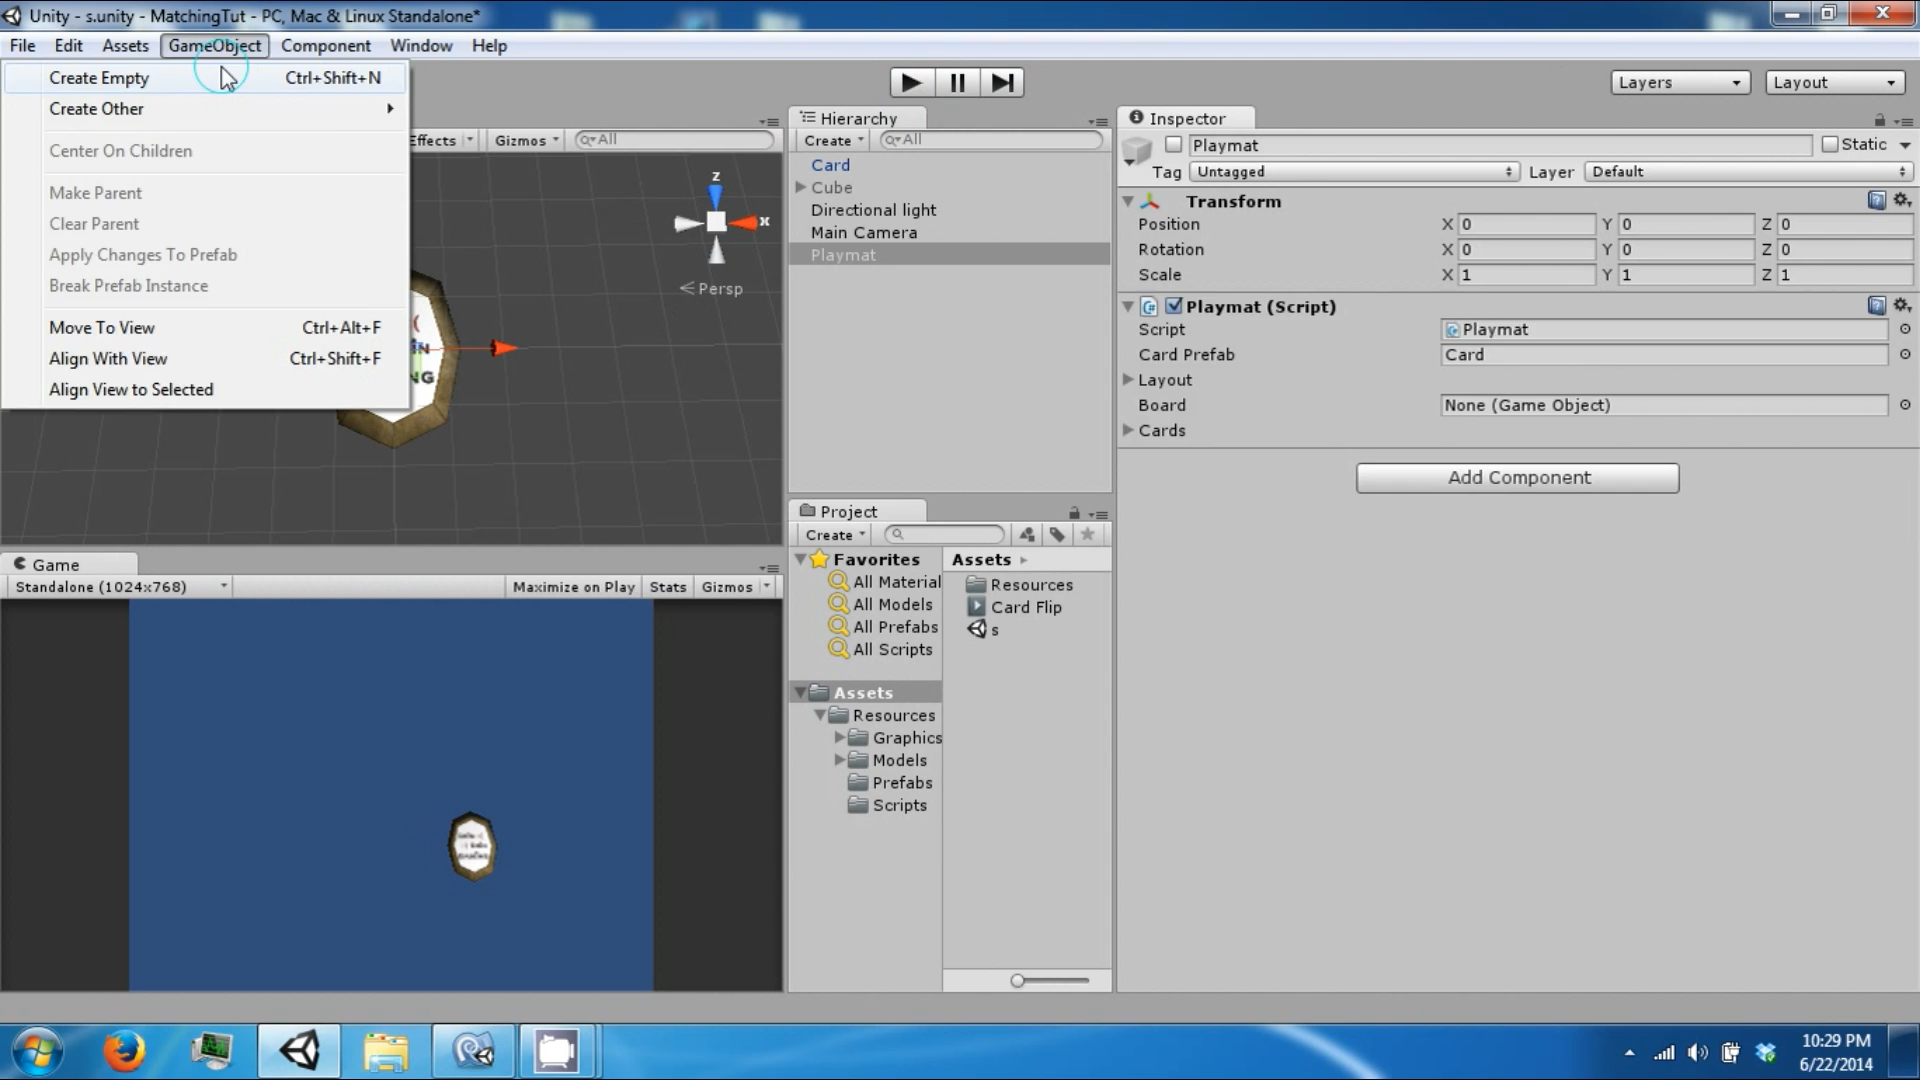 Unity - s.unity - MatchingTut - PC, Mac & Linux Standalone*
File Edit Assets GameObject Component Window Help
Create Empty Ctrl+Shift+N
Create Other
Center On Children
Make Parent
Clear Parent
Apply Changes To Prefab
Break Prefab Instance
Move To View Ctrl+Alt+F
Align With View Ctrl+Shift+F
Align View to Selected
Layers Layout
Effects Gizmos All
z
x
Persp
Hierarchy
Create All
Card
Cube
Directional light
Main Camera
Playmat
Inspector
Playmat Static
Tag Untagged Layer Default
Transform
Position X 0 Y 0 Z 0
Rotation X 0 Y 0 Z 0
Scale X 1 Y 1 Z 1
Playmat (Script)
Script Playmat
Card Prefab Card
Layout
Board None (Game Object)
Cards
Add Component
Project
Create
Favorites
All Material
All Models
All Prefabs
All Scripts
Assets
Resources
Graphics
Models
Prefabs
Scripts
Assets
Resources
Card Flip
s
Game
Standalone (1024x768) Maximize on Play Stats Gizmos
10:29 PM
6/22/2014